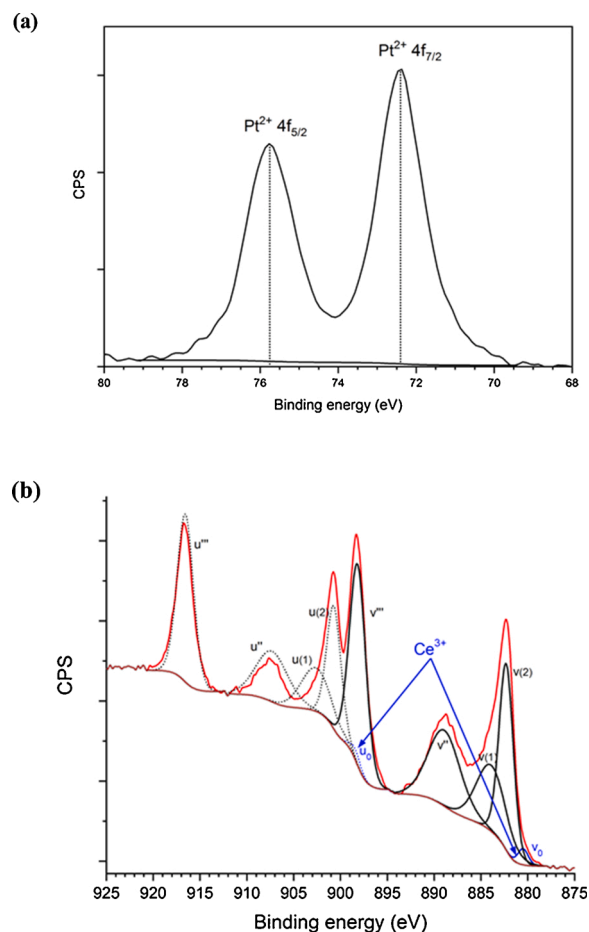 (a)
Pt²⁺ 4f₇/₂
Pt²⁺ 4f₅/₂
CPS
80 78 76 74 72 70 68
Binding energy (eV)
(b)
u'''
u(2)
v'''
u''
u(1)
Ce³⁺
v(2)
CPS
u₀
v''
v(1)
v₀
925 920 915 910 905 900 895 890 885 880 875
Binding energy (eV)